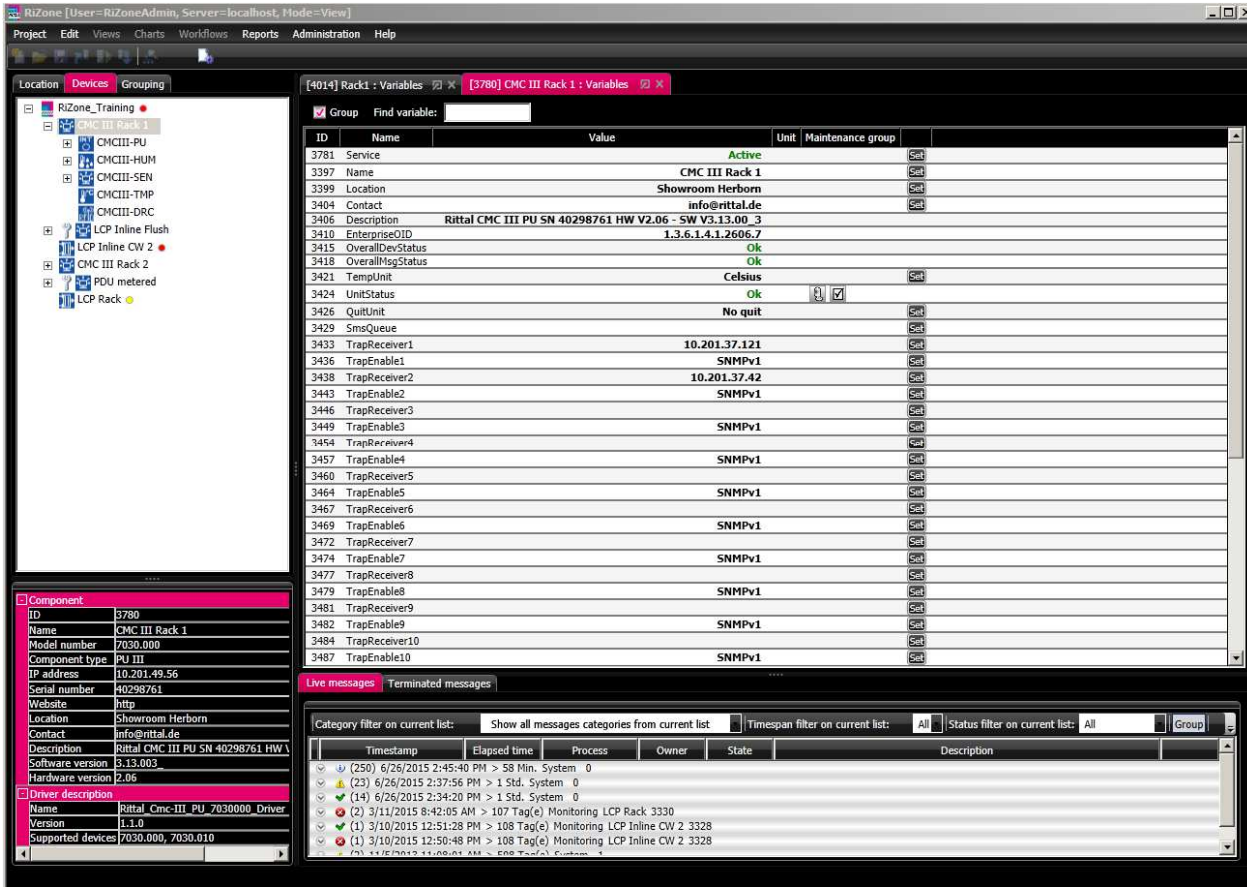 RiZone [User=RiZoneAdmin, Server=localhost, Mode=View]
Project Edit Views Charts Workflows Reports Administration Help
Location Devices Grouping
RiZone_Training
CMC III Rack 1
CMCIII-PU
CMCIII-HUM
CMCIII-SEN
CMCIII-TMP
CMCIII-DRC
LCP Inline Flush
LCP Inline CW 2
CMC III Rack 2
PDU metered
LCP Rack
Component
ID 3780
Name CMC III Rack 1
Model number 7030.000
Component type PU III
IP address 10.201.49.56
Serial number 40298761
Website http
Location Showroom Herborn
Contact info@rittal.de
Description Rittal CMC III PU SN 40298761 HW
Software version 3.13.003_
Hardware version 2.06
Driver description
Name Rittal_Cmc-III_PU_7030000_Driver
Version 1.1.0
Supported devices 7030.000, 7030.010
[4014] Rack1 : Variables [3780] CMC III Rack 1 : Variables
Group Find variable:
ID Name Value Unit Maintenance group
3781 Service Active Set
3397 Name CMC III Rack 1 Set
3399 Location Showroom Herborn Set
3404 Contact info@rittal.de Set
3406 Description Rittal CMC III PU SN 40298761 HW V2.06 - SW V3.13.00_3
3410 EnterpriseOID 1.3.6.1.4.1.2606.7
3415 OverallDevStatus Ok
3418 OverallMsgStatus Ok
3421 TempUnit Celsius Set
3424 UnitStatus Ok
3426 QuitUnit No quit Set
3429 SmsQueue Set
3433 TrapReceiver1 10.201.37.121 Set
3436 TrapEnable1 SNMPv1 Set
3438 TrapReceiver2 10.201.37.42 Set
3443 TrapEnable2 SNMPv1 Set
3446 TrapReceiver3 Set
3449 TrapEnable3 SNMPv1 Set
3454 TrapReceiver4 Set
3457 TrapEnable4 SNMPv1 Set
3460 TrapReceiver5 Set
3464 TrapEnable5 SNMPv1 Set
3467 TrapReceiver6 Set
3469 TrapEnable6 SNMPv1 Set
3472 TrapReceiver7 Set
3474 TrapEnable7 SNMPv1 Set
3477 TrapReceiver8 Set
3479 TrapEnable8 SNMPv1 Set
3481 TrapReceiver9 Set
3482 TrapEnable9 SNMPv1 Set
3484 TrapReceiver10 Set
3487 TrapEnable10 SNMPv1 Set
Live messages Terminated messages
Category filter on current list: Show all messages categories from current list Timespan filter on current list: All Status filter on current list: All Group
Timestamp Elapsed time Process Owner State Description
(250) 6/26/2015 2:45:40 PM > 58 Min. System 0
(23) 6/26/2015 2:37:56 PM > 1 Std. System 0
(14) 6/26/2015 2:34:20 PM > 1 Std. System 0
(2) 3/11/2015 8:42:05 AM > 107 Tag(e) Monitoring LCP Rack 3330
(1) 3/10/2015 12:51:28 PM > 108 Tag(e) Monitoring LCP Inline CW 2 3328
(1) 3/10/2015 12:50:48 PM > 108 Tag(e) Monitoring LCP Inline CW 2 3328